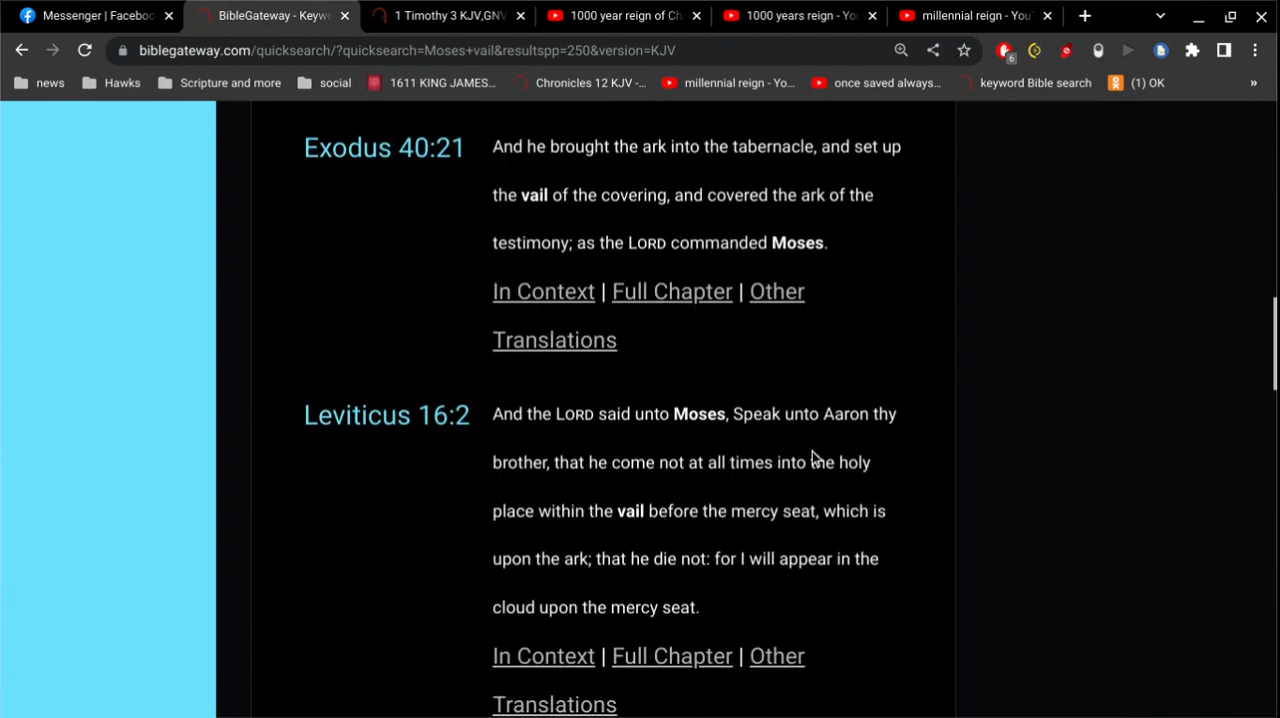 Messenger | Faceboo
BibleGateway - Keyw
1 Timothy 3 KJV,GNV
1000 year reign of Ch
1000 years reign - Yo
millennial reign - You
biblegateway.com/quicksearch/?quicksearch=Moses+vail&resultspp=250&version=KJV
6
news
Hawks
Scripture and more
social
1611 KING JAMES...
Chronicles 12 KJV -...
millennial reign - Yo...
once saved always...
keyword Bible search
(1) OK
»
Exodus 40:21
And he brought the ark into the tabernacle, and set up
the vail of the covering, and covered the ark of the
testimony; as the LORD commanded Moses.
In Context | Full Chapter | Other
Translations
Leviticus 16:2
And the LORD said unto Moses, Speak unto Aaron thy
brother, that he come not at all times into the holy
place within the vail before the mercy seat, which is
upon the ark; that he die not: for I will appear in the
cloud upon the mercy seat.
In Context | Full Chapter | Other
Translations